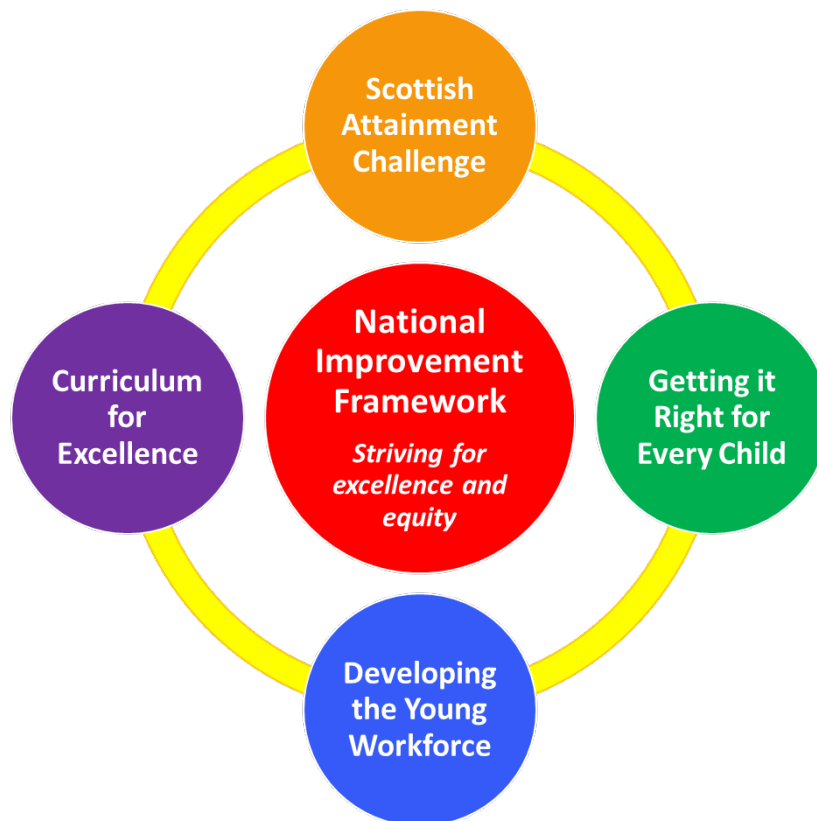 Scottish
Attainment
Challenge
National
Improvement
Framework
Striving for
excellence and
equity
Curriculum
for
Excellence
Getting it
Right for
Every Child
Developing
the Young
Workforce